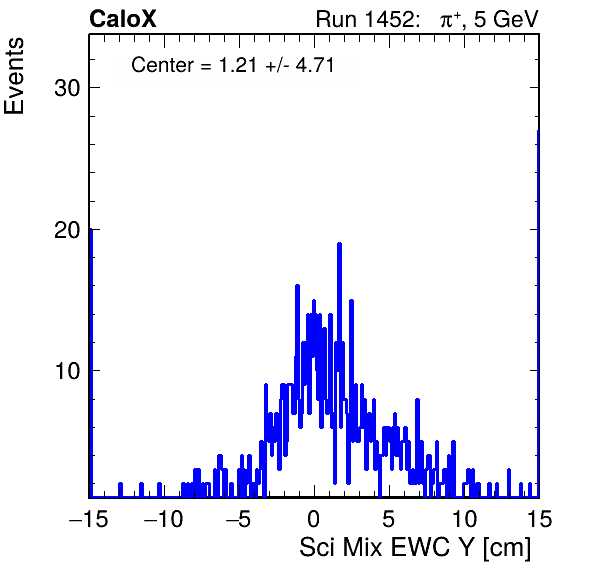 CaloX Run 1452: π⁺, 5 GeV
Center = 1.21 +/- 4.71
Events
30
20
10
−15 −10 −5 0 5 10 15
Sci Mix EWC Y [cm]